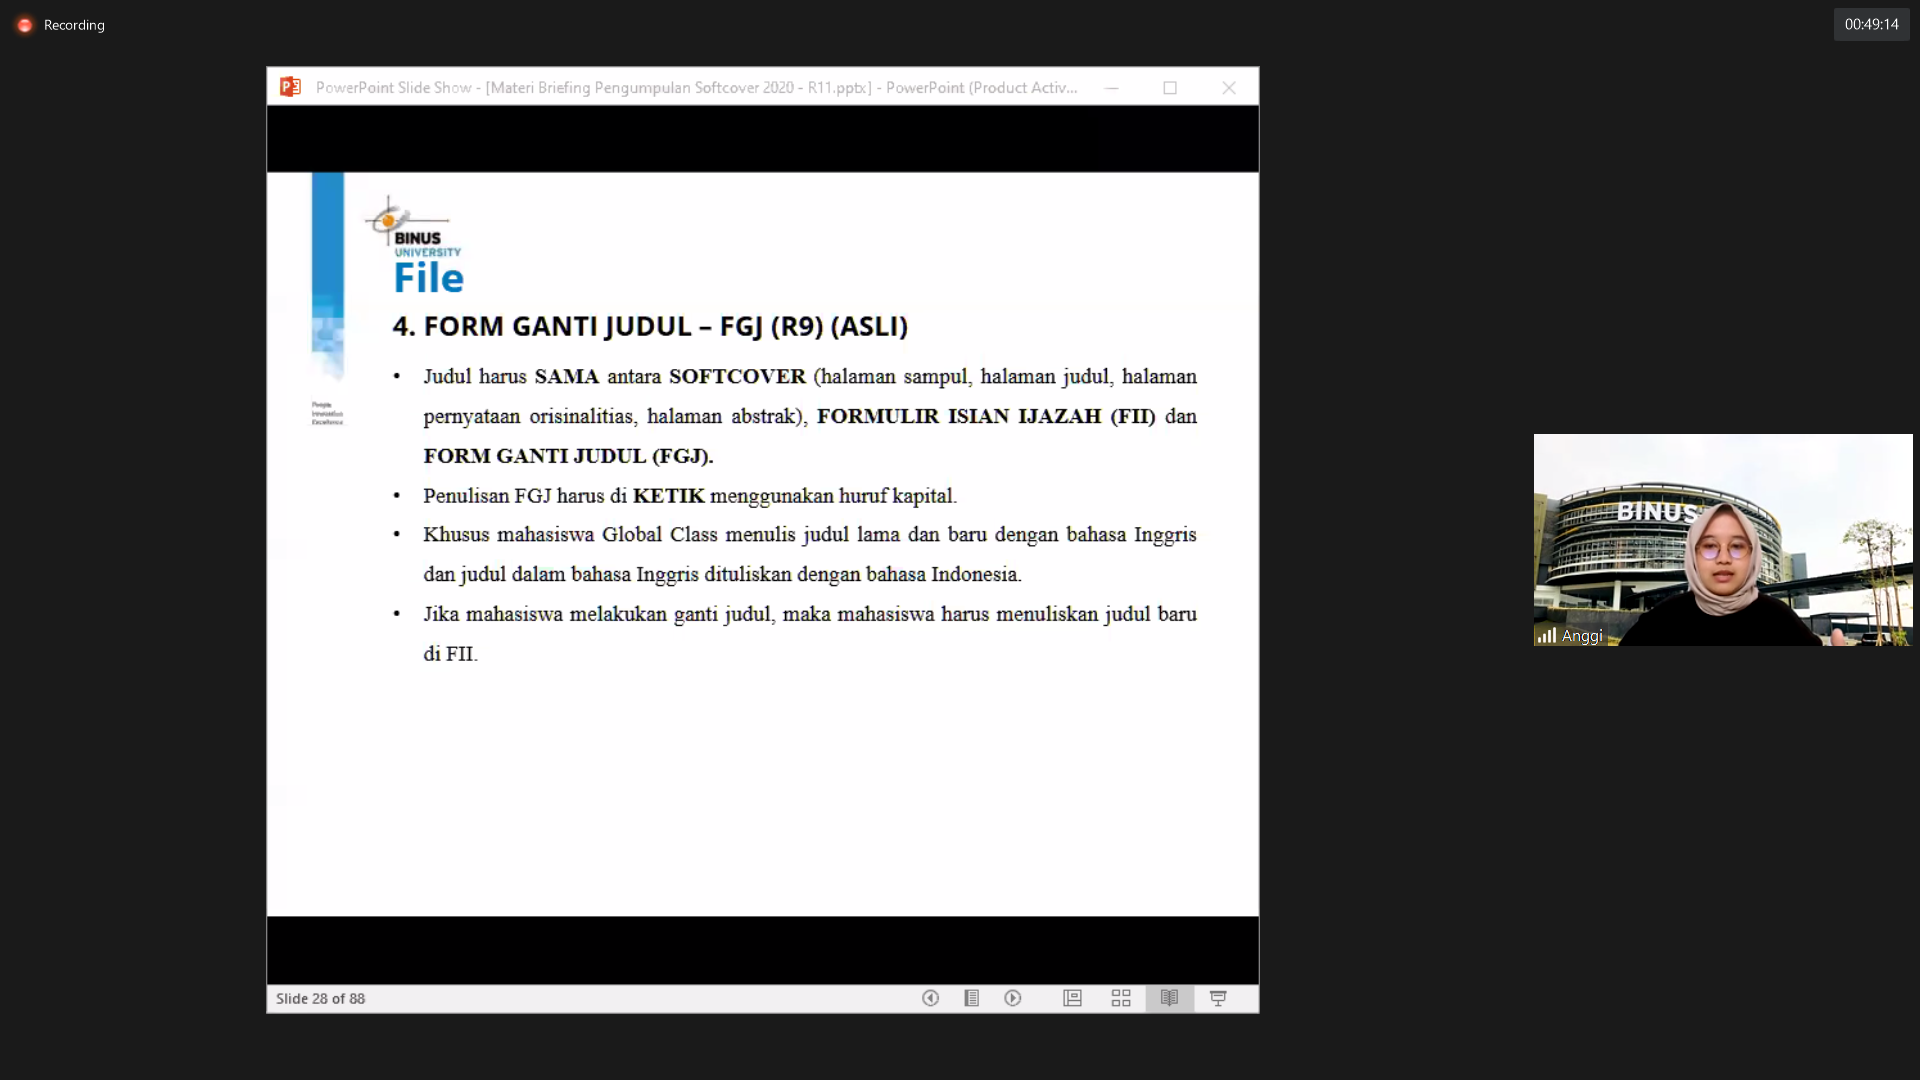 Recording
00:49:14
PowerPoint Slide Show - [Materi Briefing Pengumpulan Softcover 2020 - R11.pptx] - PowerPoint (Product Activ...
BINUS
UNIVERSITY
File
4. FORM GANTI JUDUL – FGJ (R9) (ASLI)
• Judul harus SAMA antara SOFTCOVER (halaman sampul, halaman judul, halaman
pernyataan orisinalitias, halaman abstrak), FORMULIR ISIAN IJAZAH (FII) dan
FORM GANTI JUDUL (FGJ).
• Penulisan FGJ harus di KETIK menggunakan huruf kapital.
• Khusus mahasiswa Global Class menulis judul lama dan baru dengan bahasa Inggris
dan judul dalam bahasa Inggris dituliskan dengan bahasa Indonesia.
• Jika mahasiswa melakukan ganti judul, maka mahasiswa harus menuliskan judul baru
di FII.
People
Innovation
Excellence
BINUS
Anggi
Slide 28 of 88